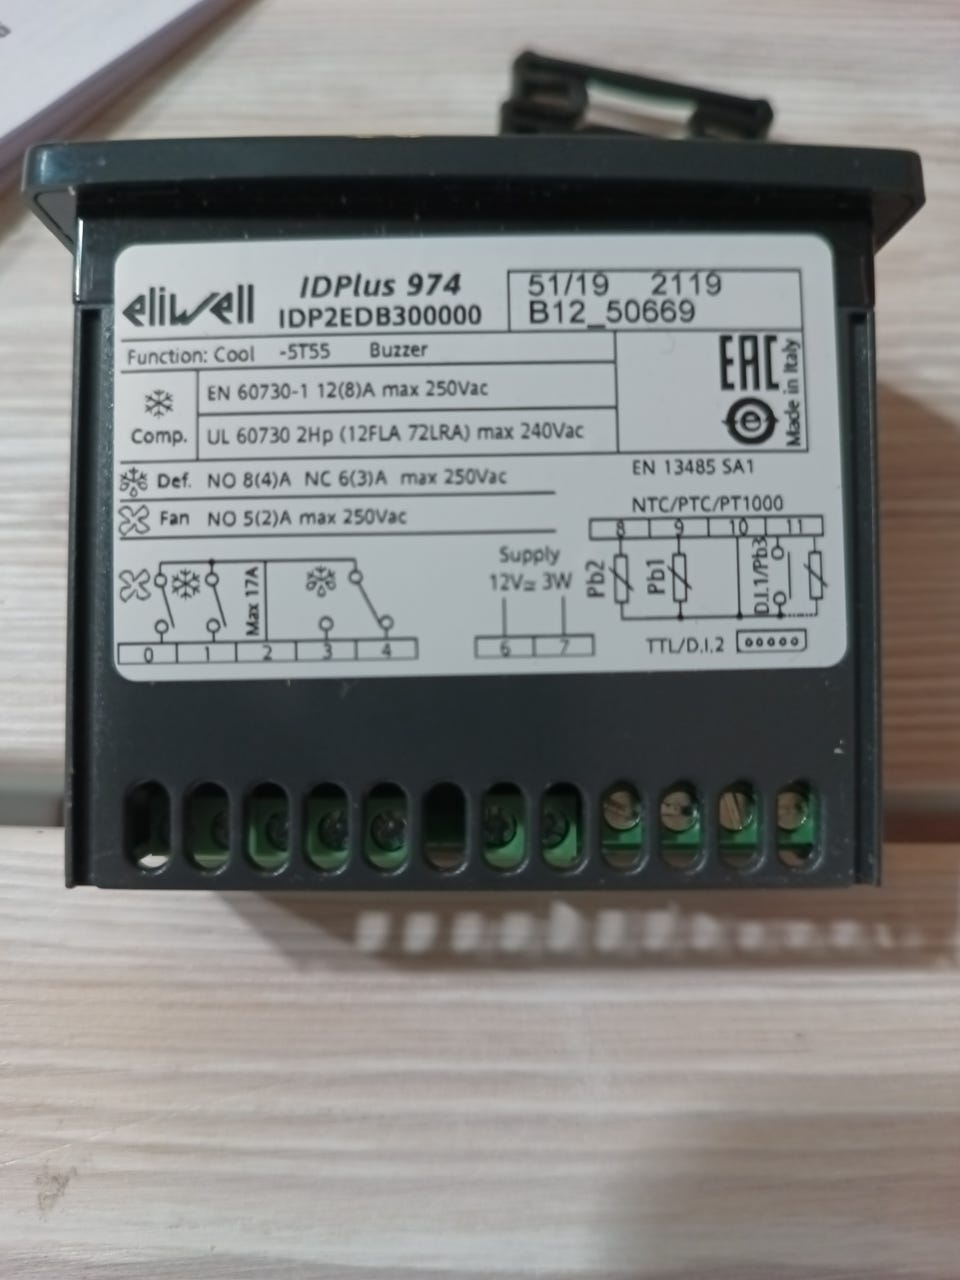 eliwell
IDPlus 974
IDP2EDB300000
51/19 2119
B12_50669
Function: Cool -5T55 Buzzer
EAC
Made in Italy
EN 60730-1 12(8)A max 250Vac
Comp.
UL 60730 2Hp (12FLA 72LRA) max 240Vac
EN 13485 SA1
Def. NO 8(4)A NC 6(3)A max 250Vac
Fan NO 5(2)A max 250Vac
NTC/PTC/PT1000
8 9 10 11
Supply
12V≂ 3W
Max 17A
Pb2
Pb1
D.I.1/Pb3
0 1 2 3 4
6 7
TTL/D.I.2